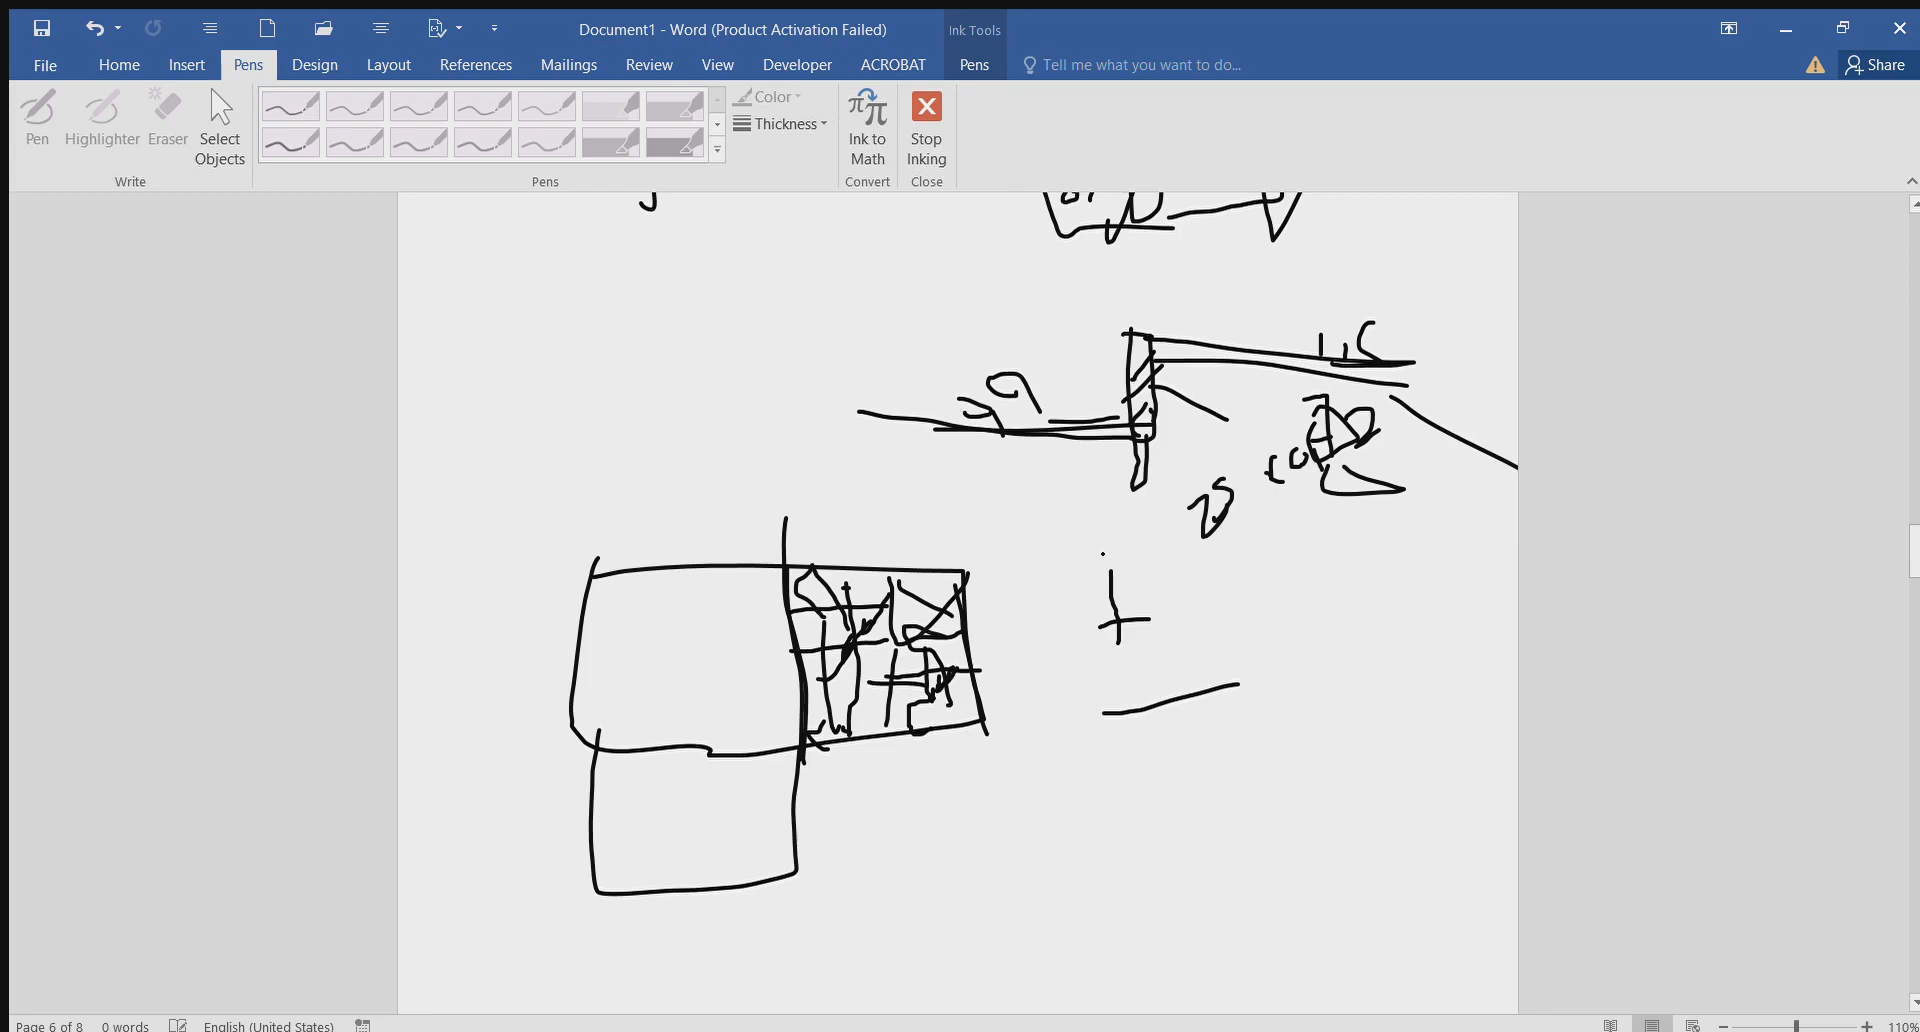 Document1 - Word (Product Activation Failed)
Ink Tools
File Home Insert Pens Design Layout References Mailings Review View Developer ACROBAT Pens Tell me what you want to do... Share
Pen Highlighter Eraser Select Objects
Color
Thickness
Ink to Math
Stop Inking
Write Pens Convert Close
Page 6 of 8 0 words English (United States) 110%